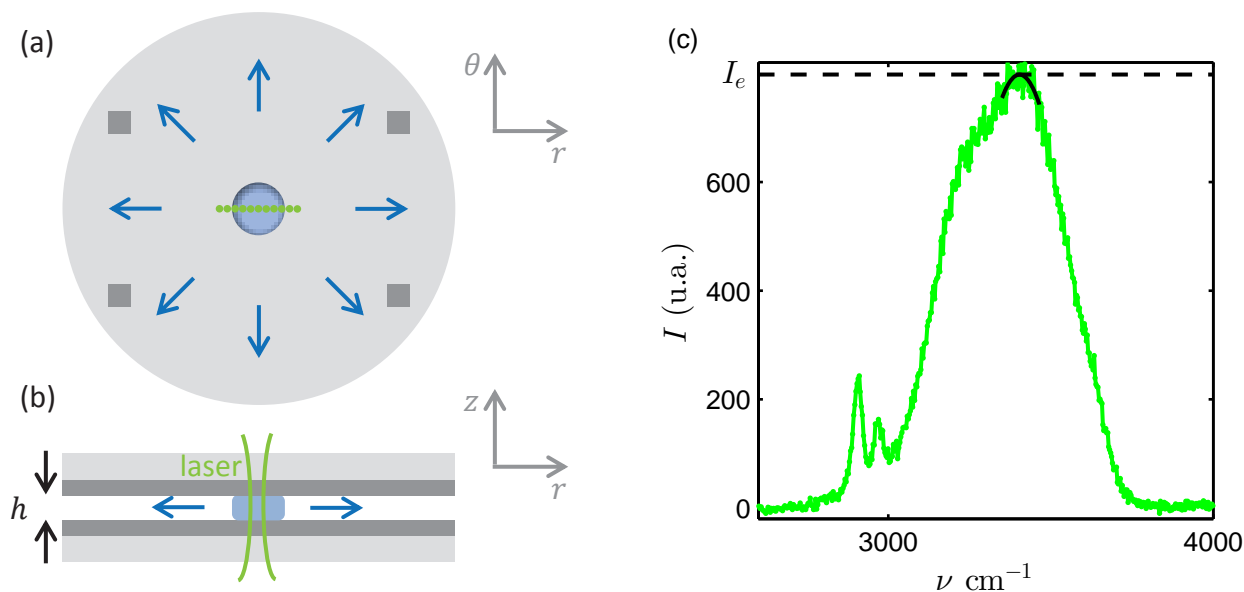 (a)
θ
r
(b)
z
r
laser
h
(c)
I_e
600
400
200
0
I (u.a.)
3000
4000
ν cm⁻¹